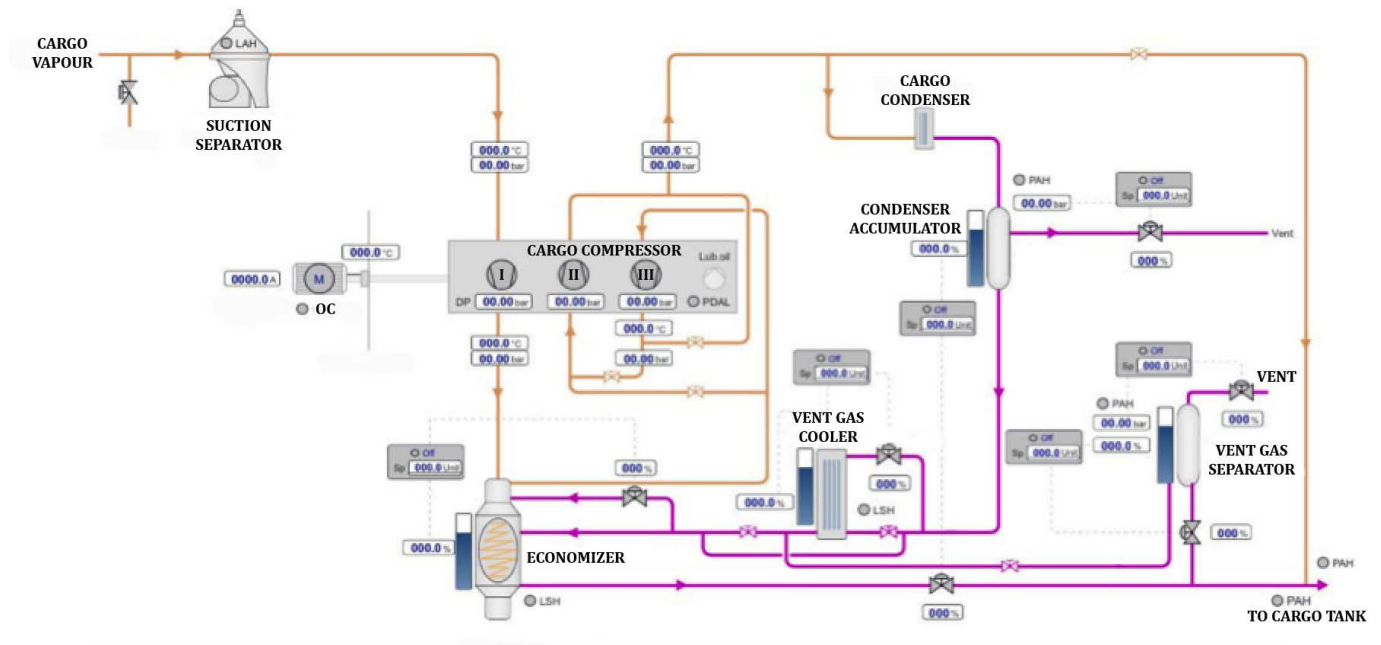 CARGO
VAPOUR
LAH
SUCTION
SEPARATOR
CARGO
CONDENSER
000.0 °C
00.00 bar
000.0 °C
00.00 bar
PAH
00.00 bar
Off
Sp 000.0 Unit
CONDENSER
ACCUMULATOR
000.0 %
Vent
000 %
0000.0 A
M
OC
000.0 °C
CARGO COMPRESSOR
Lub.oil
I
II
III
DP 00.00 bar
00.00 bar
00.00 bar
PDAL
000.0 °C
00.00 bar
000.0 °C
00.00 bar
Off
Sp 000.0 Unit
Off
Sp 000.0 Unit
Off
Sp 000.0 Unit
VENT
000 %
PAH
00.00 bar
000.0 %
Off
Sp 000.0 Unit
VENT GAS
SEPARATOR
VENT GAS
COOLER
000 %
000.0 %
LSH
Off
Sp 000.0 Unit
000 %
000.0 %
ECONOMIZER
LSH
000 %
000 %
PAH
PAH
TO CARGO TANK